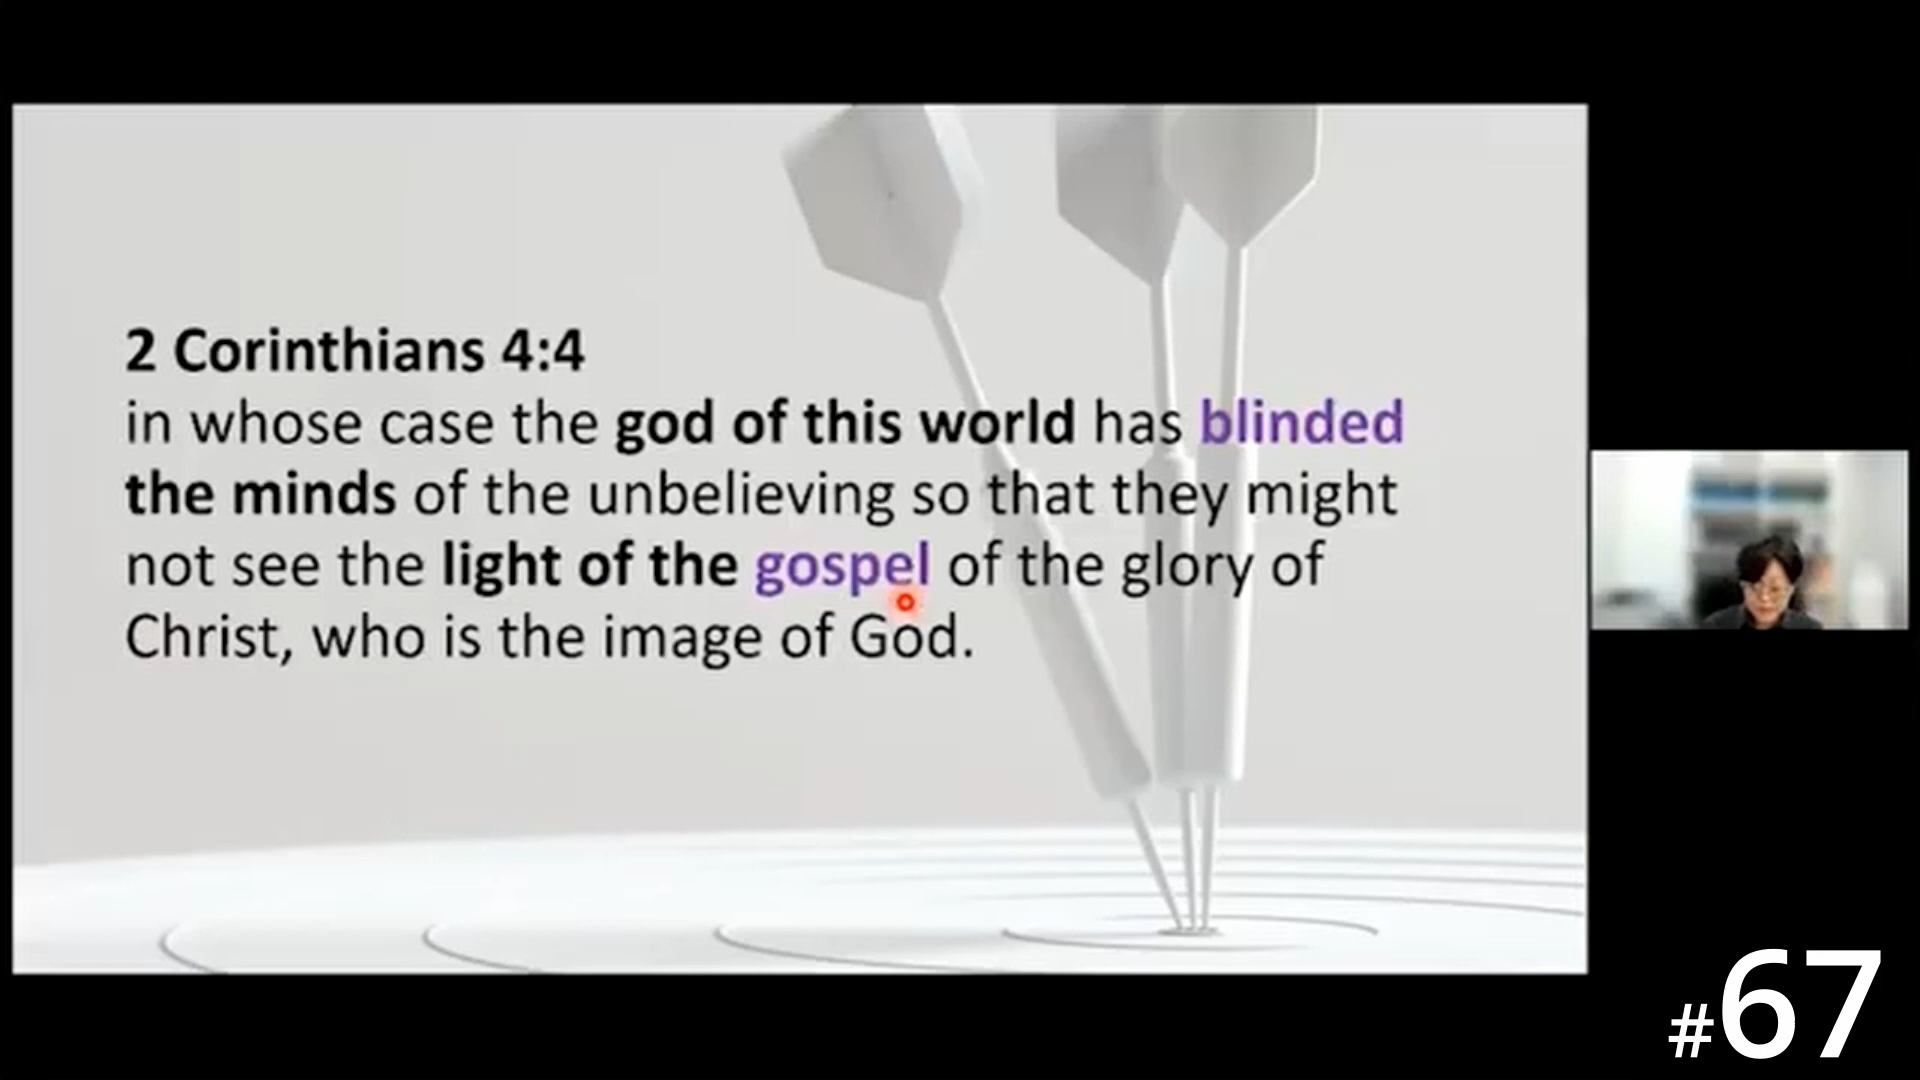 2 Corinthians 4:4
in whose case the god of this world has blinded
the minds of the unbelieving so that they might
not see the light of the gospel of the glory of
Christ, who is the image of God.
#67